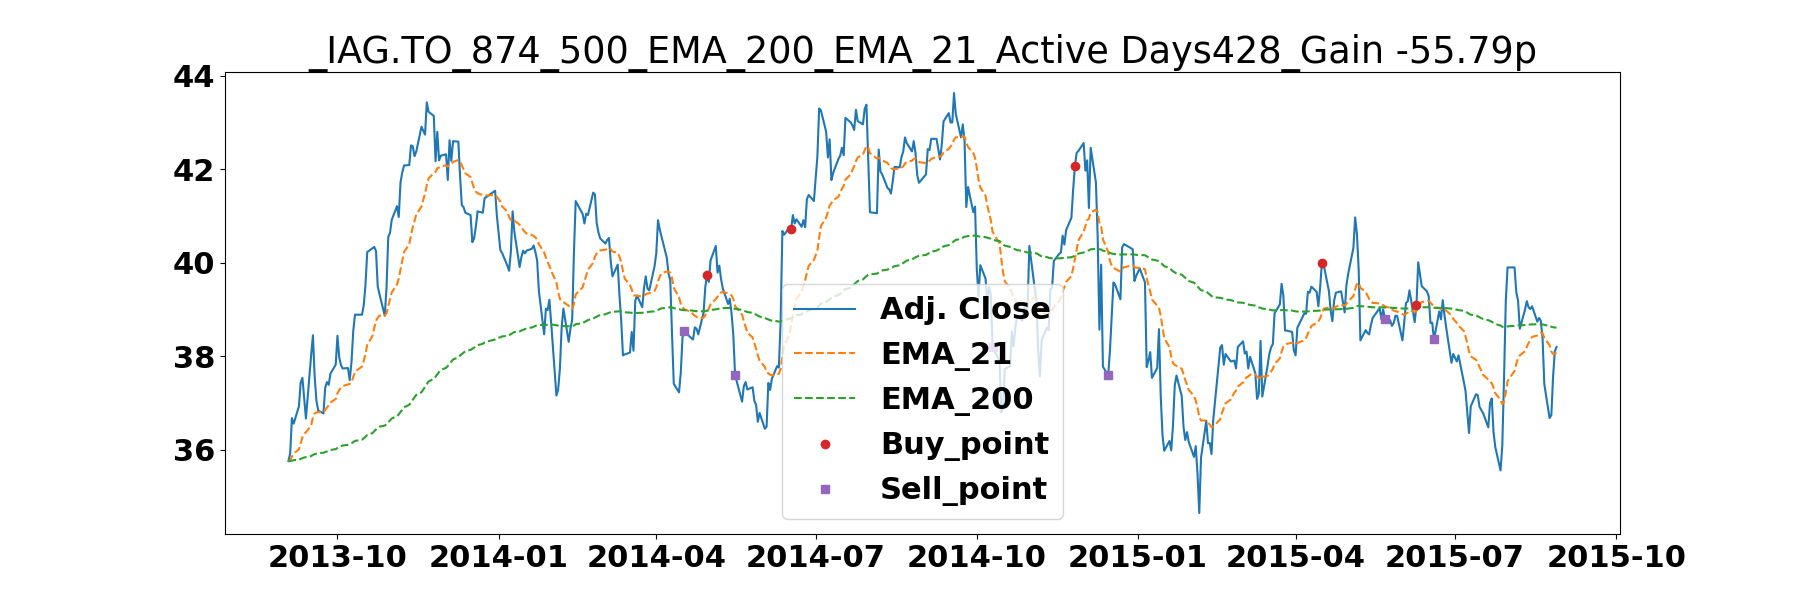 _IAG.TO_874_500_EMA_200_EMA_21_Active Days428_Gain -55.79p
44
42
40
38
36
Adj. Close
EMA_21
EMA_200
Buy_point
Sell_point
2013-10 2014-01 2014-04 2014-07 2014-10 2015-01 2015-04 2015-07 2015-10